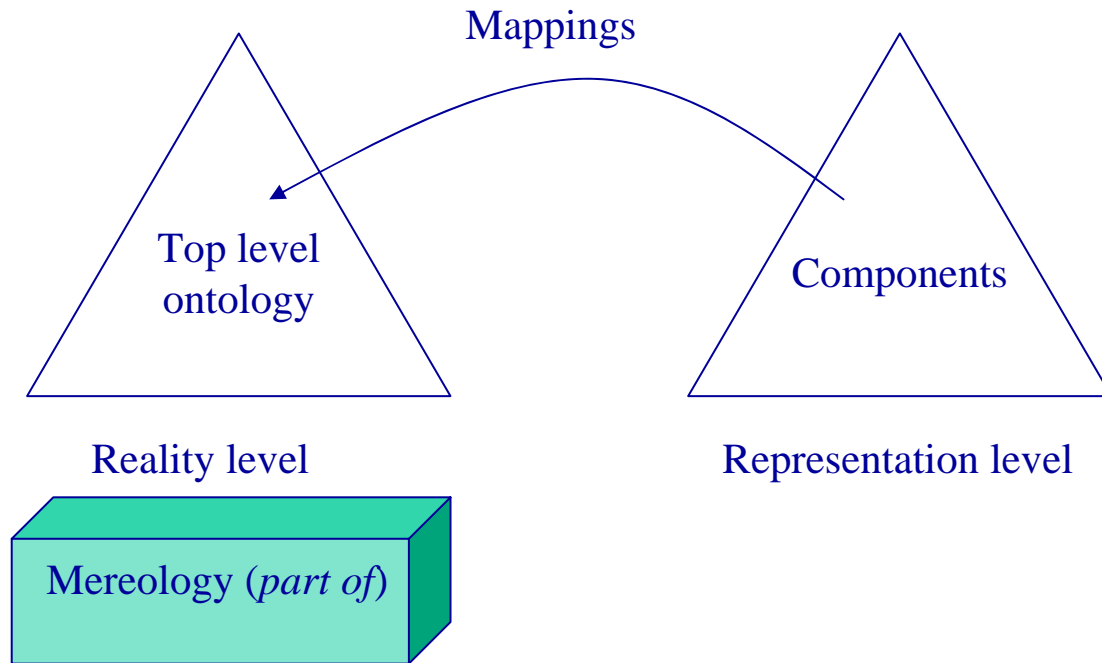 Mappings
Top level
ontology
Components
Reality level
Representation level
Mereology (part of)